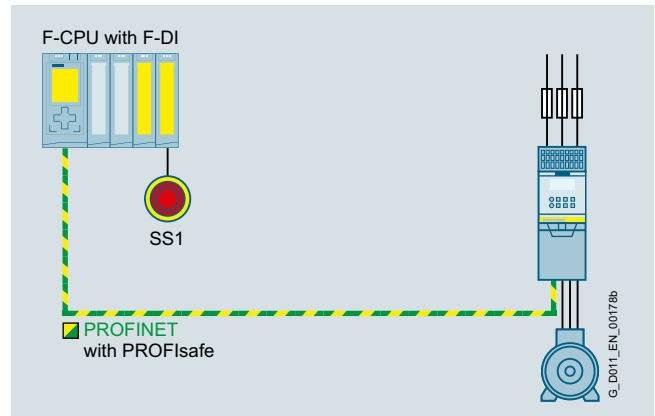 F-CPU with F-DI
SS1
PROFINET
with PROFIsafe
G_D011_EN_00178b